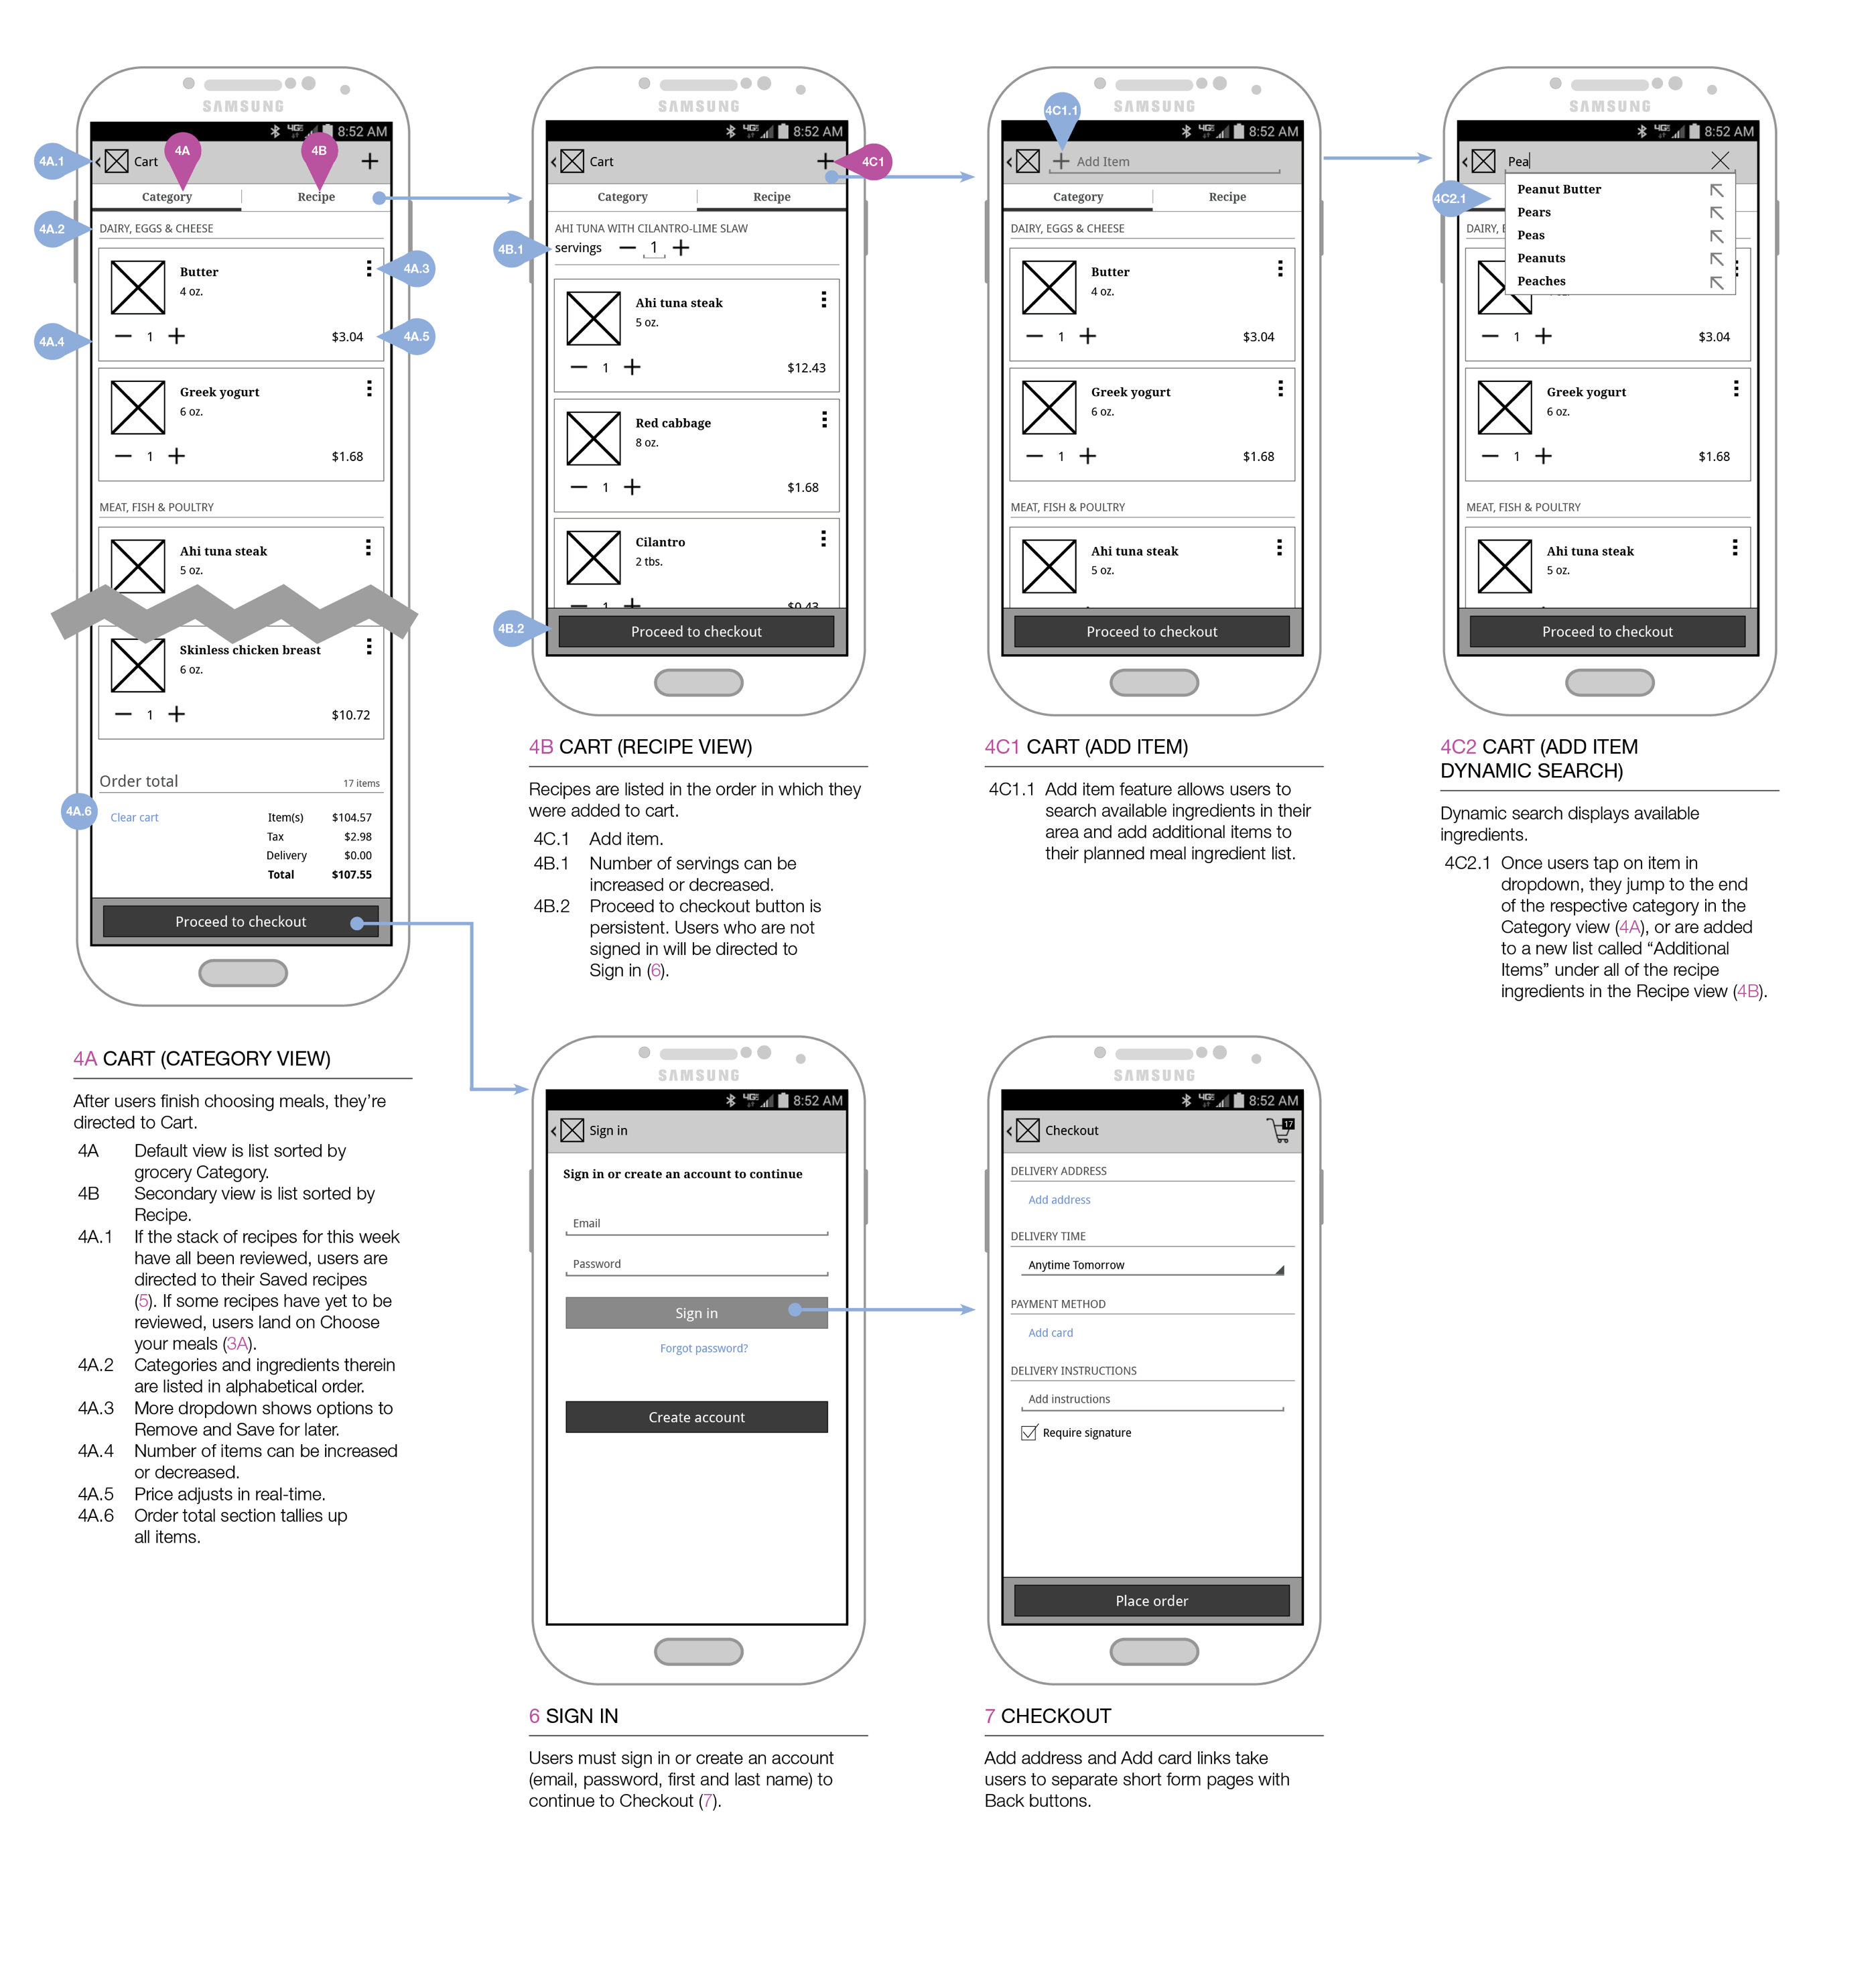 SAMSUNG
4G 8:52 AM
4A.1
Cart
4A
4B
Category
Recipe
4A.2
DAIRY, EGGS & CHEESE
Butter
4 oz.
4A.3
4A.4
1
$3.04
4A.5
Greek yogurt
6 oz.
1
$1.68
MEAT, FISH & POULTRY
Ahi tuna steak
5 oz.
Skinless chicken breast
6 oz.
1
$10.72
Order total
17 items
4A.6
Clear cart
Item(s) $104.57
Tax $2.98
Delivery $0.00
Total $107.55
Proceed to checkout
4A CART (CATEGORY VIEW)
After users finish choosing meals, they’re
directed to Cart.
4A Default view is list sorted by
grocery Category.
4B Secondary view is list sorted by
Recipe.
4A.1 If the stack of recipes for this week
have all been reviewed, users are
directed to their Saved recipes
(5). If some recipes have yet to be
reviewed, users land on Choose
your meals (3A).
4A.2 Categories and ingredients therein
are listed in alphabetical order.
4A.3 More dropdown shows options to
Remove and Save for later.
4A.4 Number of items can be increased
or decreased.
4A.5 Price adjusts in real-time.
4A.6 Order total section tallies up
all items.
SAMSUNG
4G 8:52 AM
Cart
4C1
Category
Recipe
AHI TUNA WITH CILANTRO-LIME SLAW
4B.1
servings 1
Ahi tuna steak
5 oz.
1
$12.43
Red cabbage
8 oz.
1
$1.68
Cilantro
2 tbs.
1
$0.43
4B.2
Proceed to checkout
4B CART (RECIPE VIEW)
Recipes are listed in the order in which they
were added to cart.
4C.1 Add item.
4B.1 Number of servings can be
increased or decreased.
4B.2 Proceed to checkout button is
persistent. Users who are not
signed in will be directed to
Sign in (6).
4C1.1
SAMSUNG
4G 8:52 AM
Add Item
Category
Recipe
DAIRY, EGGS & CHEESE
Butter
4 oz.
1
$3.04
Greek yogurt
6 oz.
1
$1.68
MEAT, FISH & POULTRY
Ahi tuna steak
5 oz.
Proceed to checkout
4C1 CART (ADD ITEM)
4C1.1 Add item feature allows users to
search available ingredients in their
area and add additional items to
their planned meal ingredient list.
SAMSUNG
4G 8:52 AM
Pea
4C2.1
Peanut Butter
Pears
Peas
Peanuts
Peaches
DAIRY, E
1
$3.04
Greek yogurt
6 oz.
1
$1.68
MEAT, FISH & POULTRY
Ahi tuna steak
5 oz.
Proceed to checkout
4C2 CART (ADD ITEM
DYNAMIC SEARCH)
Dynamic search displays available
ingredients.
4C2.1 Once users tap on item in
dropdown, they jump to the end
of the respective category in the
Category view (4A), or are added
to a new list called “Additional
Items” under all of the recipe
ingredients in the Recipe view (4B).
SAMSUNG
4G 8:52 AM
Sign in
Sign in or create an account to continue
Email
Password
Sign in
Forgot password?
Create account
6 SIGN IN
Users must sign in or create an account
(email, password, first and last name) to
continue to Checkout (7).
SAMSUNG
4G 8:52 AM
Checkout
17
DELIVERY ADDRESS
Add address
DELIVERY TIME
Anytime Tomorrow
PAYMENT METHOD
Add card
DELIVERY INSTRUCTIONS
Add instructions
Require signature
Place order
7 CHECKOUT
Add address and Add card links take
users to separate short form pages with
Back buttons.